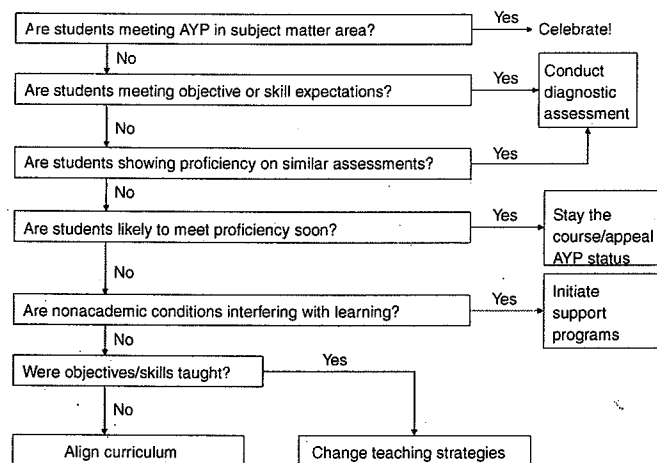 Are students meeting AYP in subject matter area?
Yes
Celebrate!
No
Are students meeting objective or skill expectations?
Yes
Conduct
diagnostic
assessment
No
Are students showing proficiency on similar assessments?
Yes
No
Are students likely to meet proficiency soon?
Yes
Stay the
course/appeal
AYP status
No
Are nonacademic conditions interfering with learning?
Yes
Initiate
support
programs
No
Were objectives/skills taught?
Yes
No
Align curriculum
Change teaching strategies